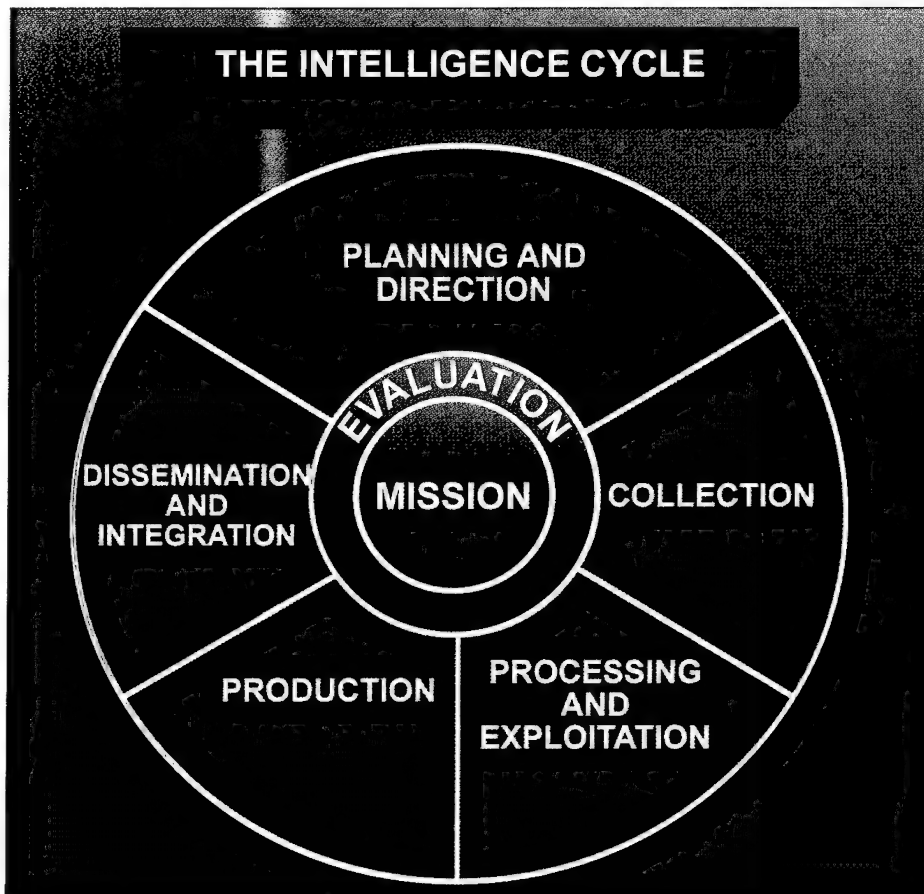 THE INTELLIGENCE CYCLE
PLANNING AND
DIRECTION
EVALUATION
MISSION
COLLECTION
PROCESSING
AND
EXPLOITATION
PRODUCTION
DISSEMINATION
AND
INTEGRATION